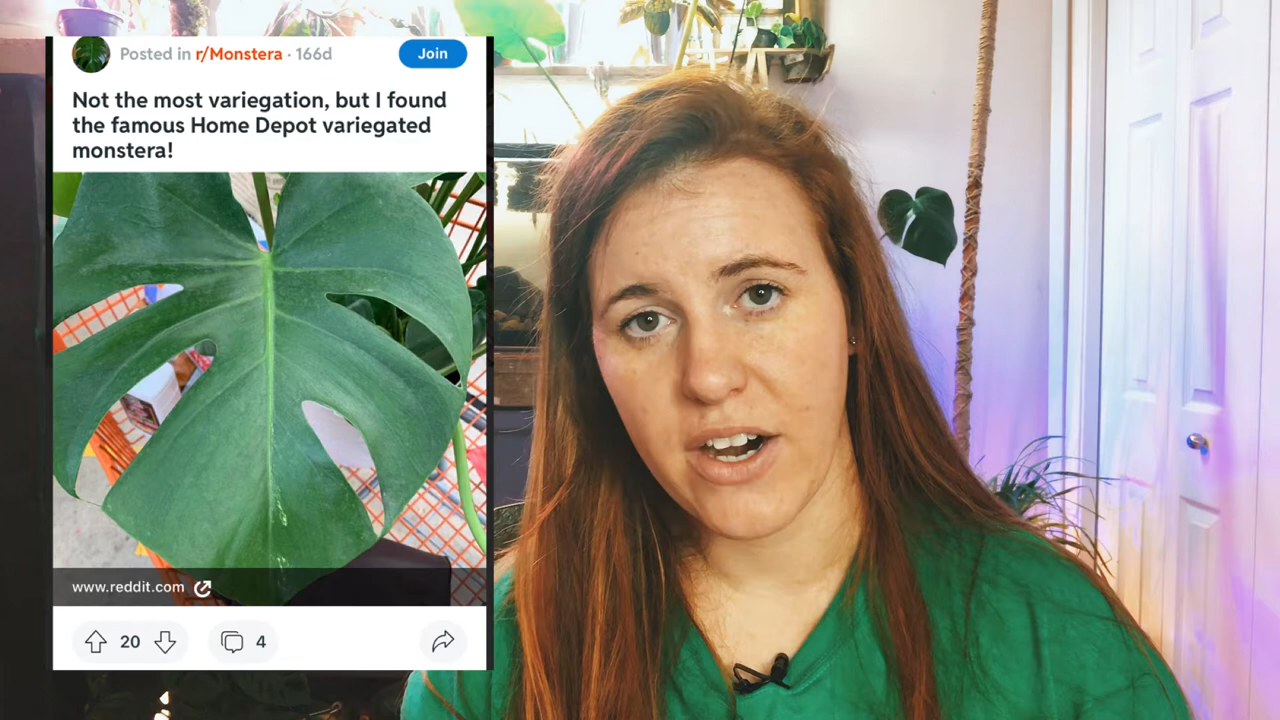 Posted in r/Monstera · 166d
Join
Not the most variegation, but I found
the famous Home Depot variegated
monstera!
www.reddit.com
20
4